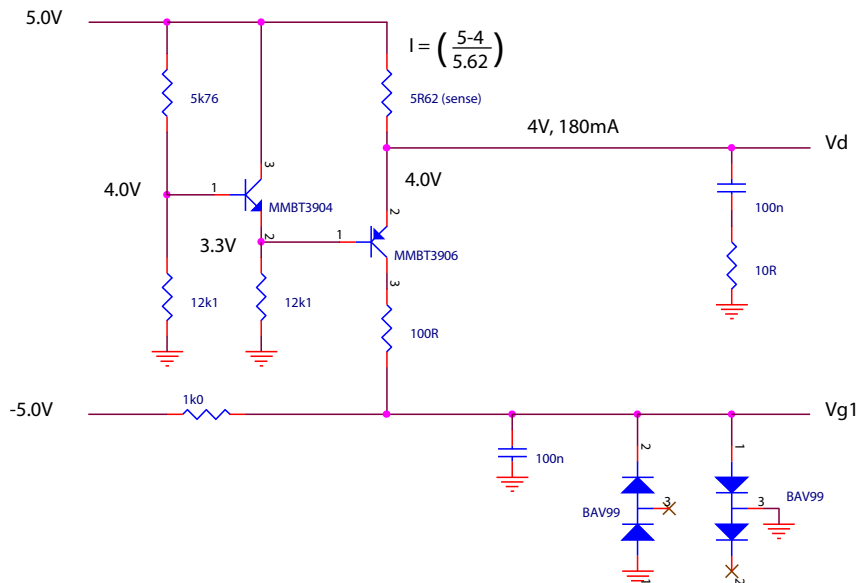 5.0V
I = ( 5-4 / 5.62 )
5k76
5R62 (sense)
4V, 180mA
Vd
3
4.0V
1
MMBT3904
4.0V
2
100n
3.3V
2
1
MMBT3906
10R
3
12k1
12k1
100R
1k0
-5.0V
Vg1
2
1
100n
3
BAV99
3
BAV99
1
2